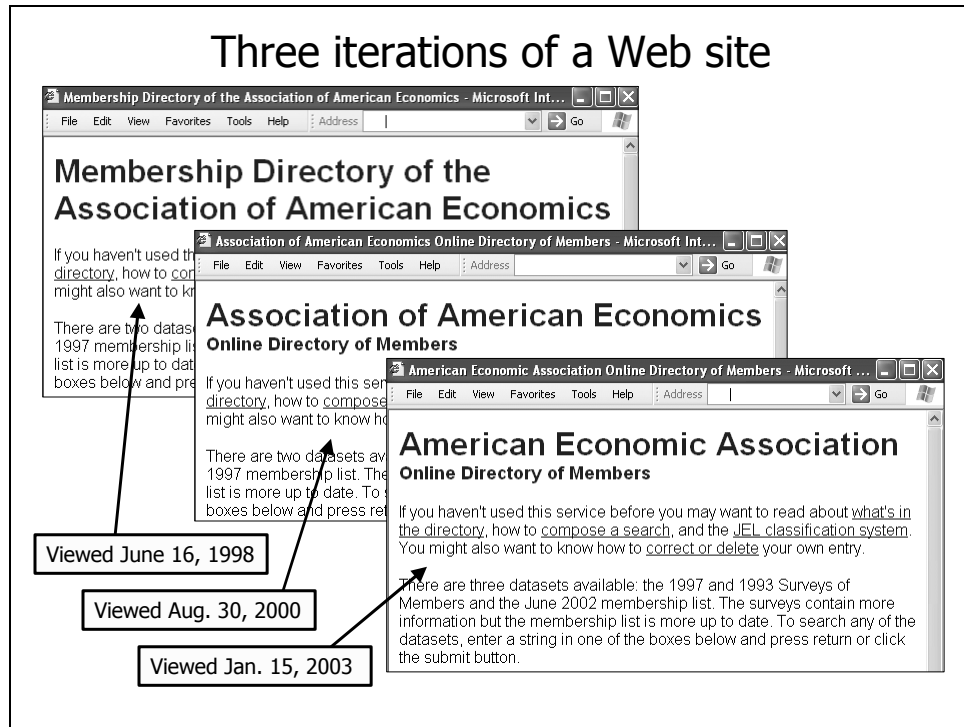 Three iterations of a Web site
Membership Directory of the Association of American Economics - Microsoft Int...
File Edit View Favorites Tools Help Address Go
Membership Directory of the
Association of American Economics
If you haven't used th
directory, how to con
might also want to kn
There are two datas
1997 membership li
list is more up to dat
boxes below and pre
Association of American Economics Online Directory of Members - Microsoft Int...
File Edit View Favorites Tools Help Address Go
Association of American Economics
Online Directory of Members
If you haven't used this ser
directory, how to compose
might also want to know ho
There are two datasets av
1997 membership list. The
list is more up to date. To s
boxes below and press ret
American Economic Association Online Directory of Members - Microsoft ...
File Edit View Favorites Tools Help Address Go
American Economic Association
Online Directory of Members
If you haven't used this service before you may want to read about what's in
the directory, how to compose a search, and the JEL classification system.
You might also want to know how to correct or delete your own entry.
There are three datasets available: the 1997 and 1993 Surveys of
Members and the June 2002 membership list. The surveys contain more
information but the membership list is more up to date. To search any of the
datasets, enter a string in one of the boxes below and press return or click
the submit button.
Viewed June 16, 1998
Viewed Aug. 30, 2000
Viewed Jan. 15, 2003